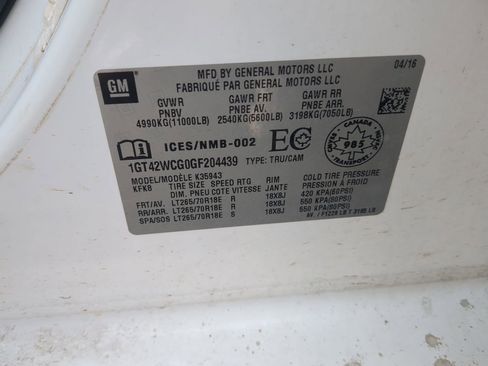 GM
MFD BY GENERAL MOTORS LLC
FABRIQUÉ PAR GENERAL MOTORS LLC
04/16
GVWR GAWR FRT GAWR RR
PNBV PNBE AV. PNBE ARR.
4990KG(11000LB) 2540KG(5600LB) 3198KG(7050LB)
ICES/NMB-002 EC CANADA 985
1GT42WCG0GF204439 TYPE: TRU/CAM
MODEL/MODÈLE K35943
KFK8 TIRE SIZE SPEED RTG RIM COLD TIRE PRESSURE
DIM PNEU COTE VITESSE JANTE PRESSION À FROID
FRT/AV. LT265/70R18E R 18X8J 420 KPA(60PSI)
RR/ARR. LT265/70R18E R 18X8J 550 KPA(80PSI)
SPA/SOS LT265/70R18E S 18X8J 550 KPA(80PSI)